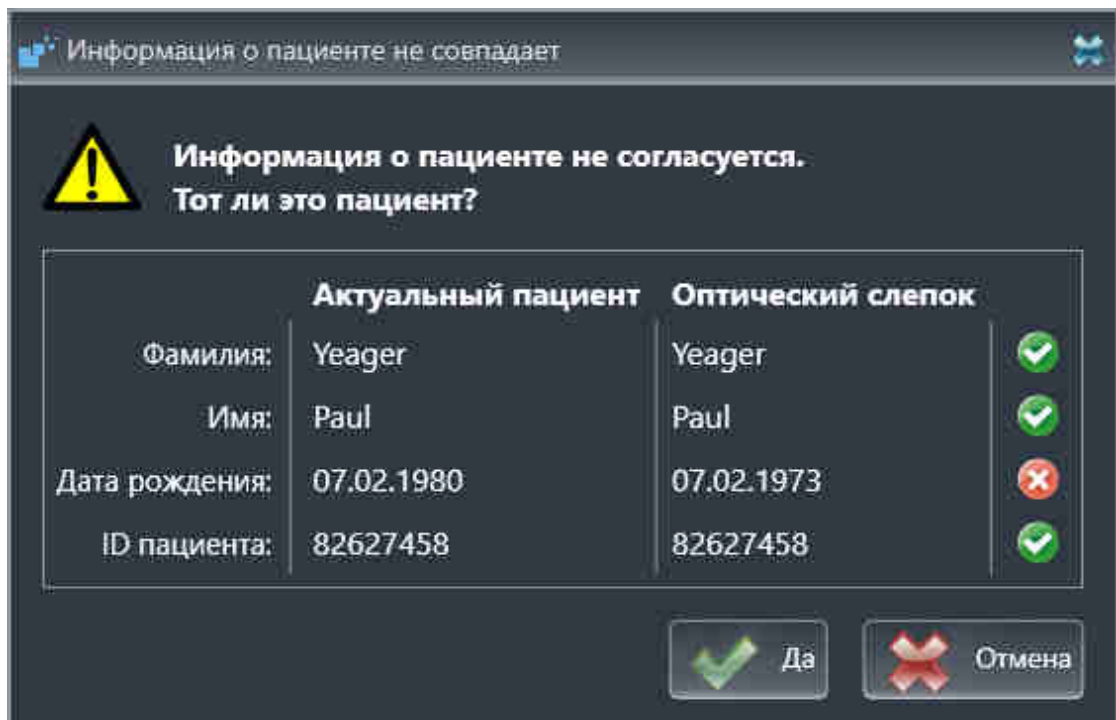 Информация о пациенте не совпадает
Информация о пациенте не согласуется.
Тот ли это пациент?
Актуальный пациент Оптический слепок
Фамилия: Yeager Yeager
Имя: Paul Paul
Дата рождения: 07.02.1980 07.02.1973
ID пациента: 82627458 82627458
Да Отмена